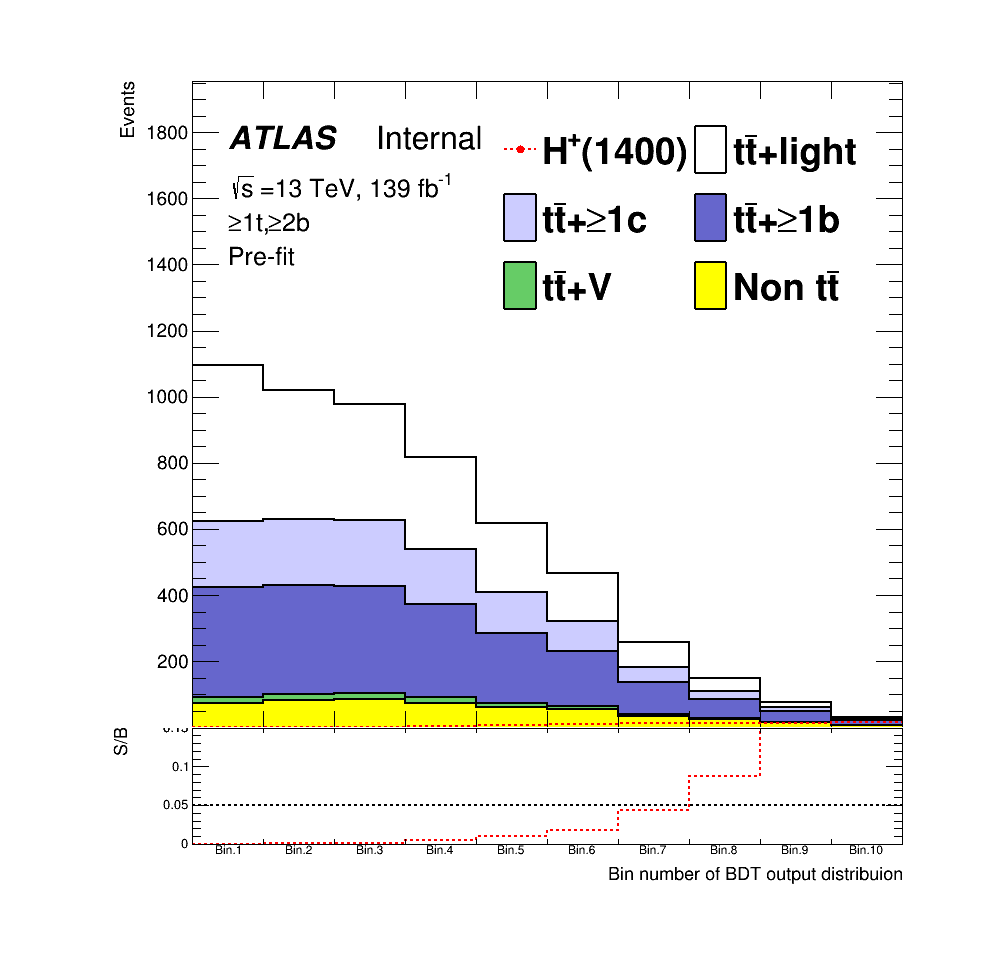 Events
ATLAS Internal
√s =13 TeV, 139 fb⁻¹
≥1t,≥2b
Pre-fit
H⁺(1400)
tt̄+light
tt̄+≥1c
tt̄+≥1b
tt̄+V
Non tt̄
1800
1600
1400
1200
1000
800
600
400
200
S/B
0.15
0.1
0.05
0
Bin.1 Bin.2 Bin.3 Bin.4 Bin.5 Bin.6 Bin.7 Bin.8 Bin.9 Bin.10
Bin number of BDT output distribuion